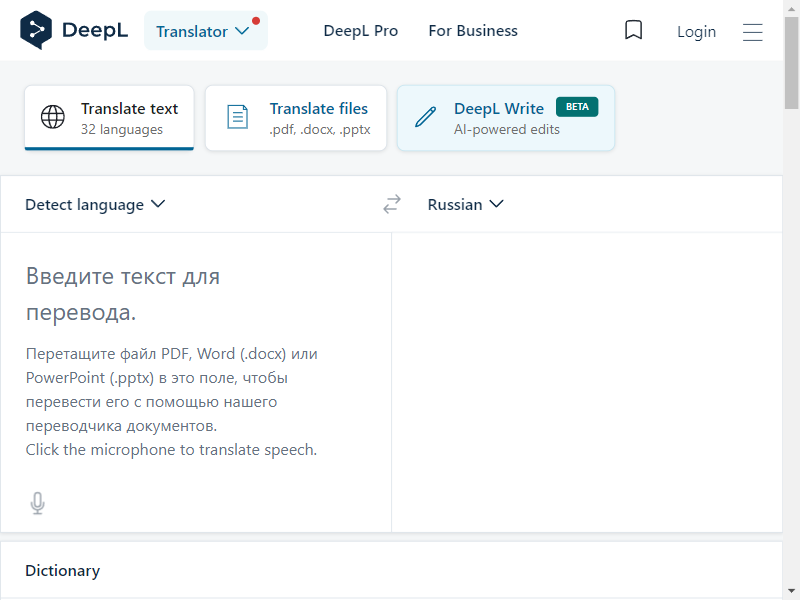 DeepL
Translator
DeepL Pro
For Business
Login
Translate text
32 languages
Translate files
.pdf, .docx, .pptx
DeepL Write
BETA
AI-powered edits
Detect language
Russian
Введите текст для
перевода.
Перетащите файл PDF, Word (.docx) или
PowerPoint (.pptx) в это поле, чтобы
перевести его с помощью нашего
переводчика документов.
Click the microphone to translate speech.
Dictionary